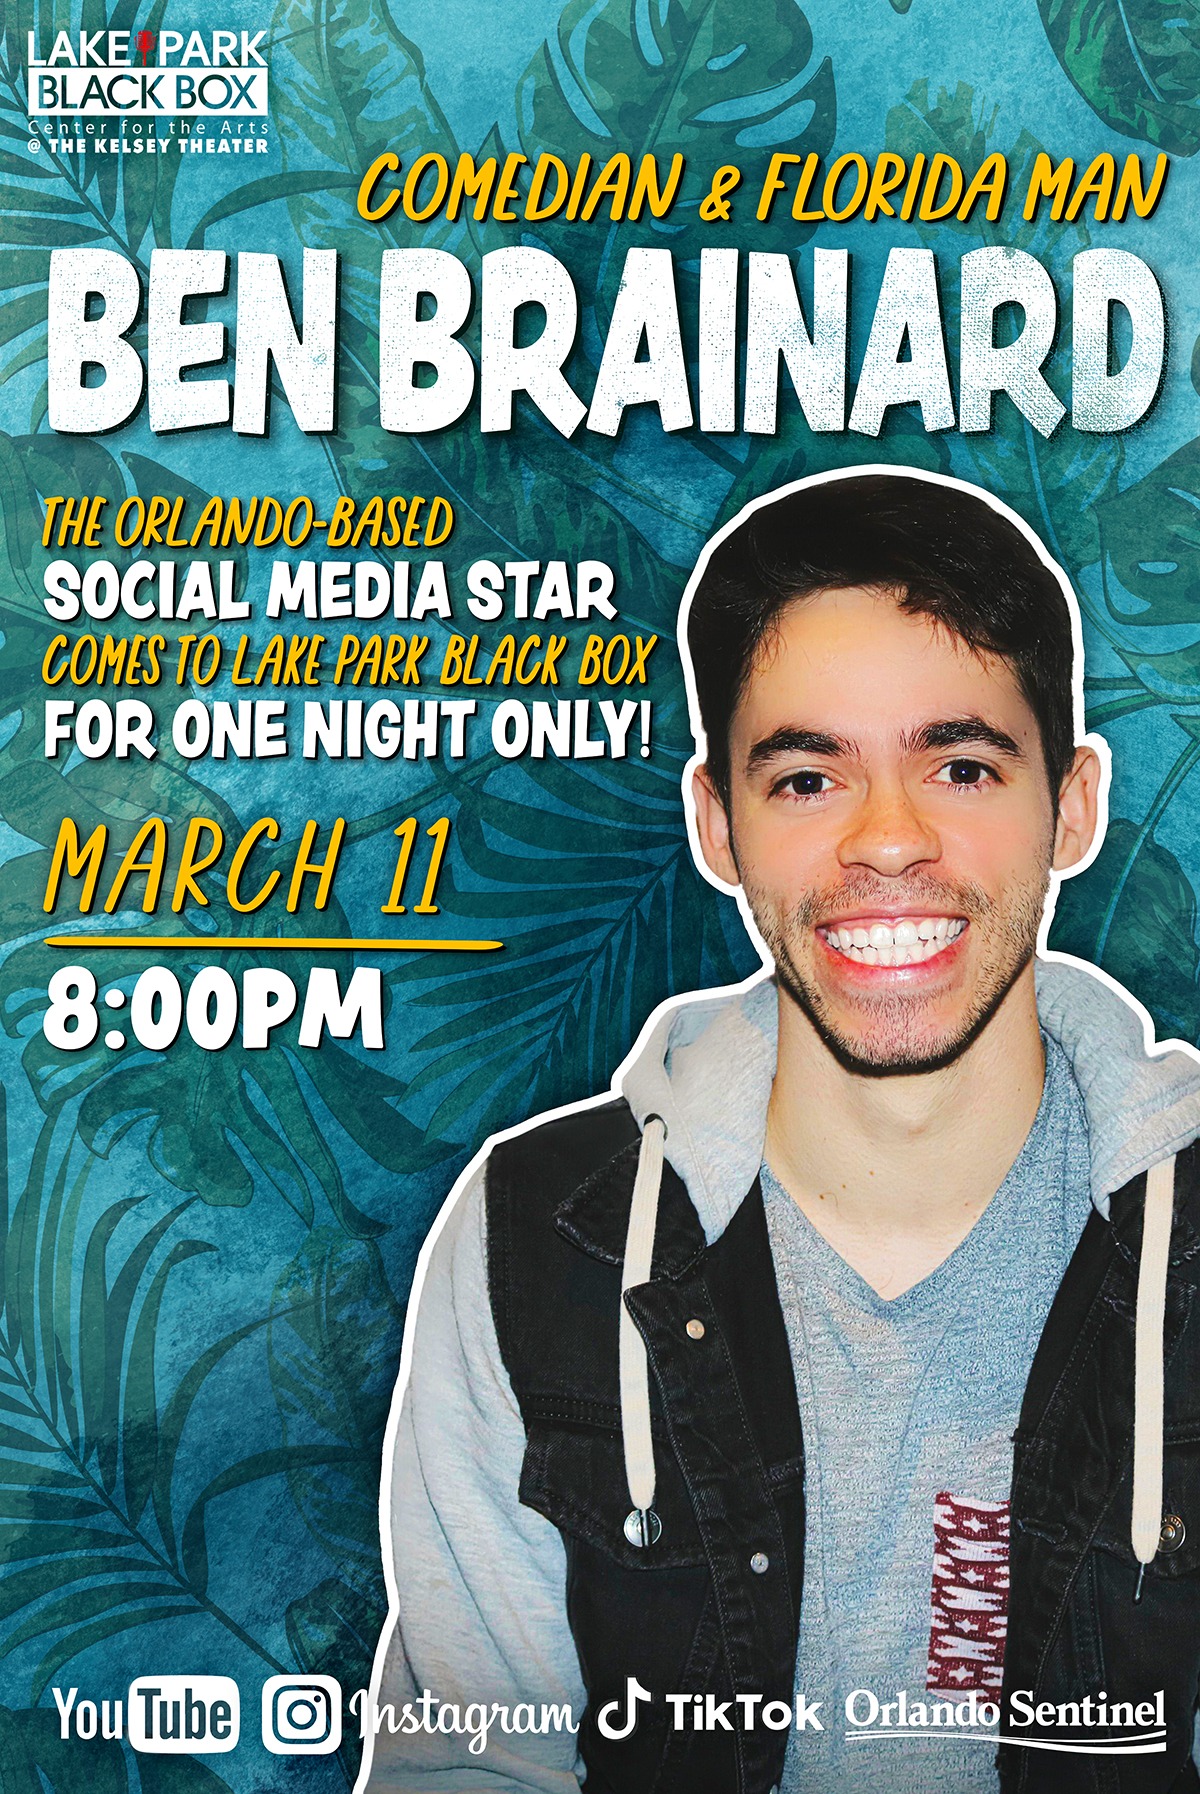 LAKE PARK
BLACK BOX
Center for the Arts
@ THE KELSEY THEATER
COMEDIAN & FLORIDA MAN
BEN BRAINARD
THE ORLANDO-BASED
SOCIAL MEDIA STAR
COMES TO LAKE PARK BLACK BOX
FOR ONE NIGHT ONLY!
MARCH 11
8:00PM
YouTube Instagram TikTok Orlando Sentinel